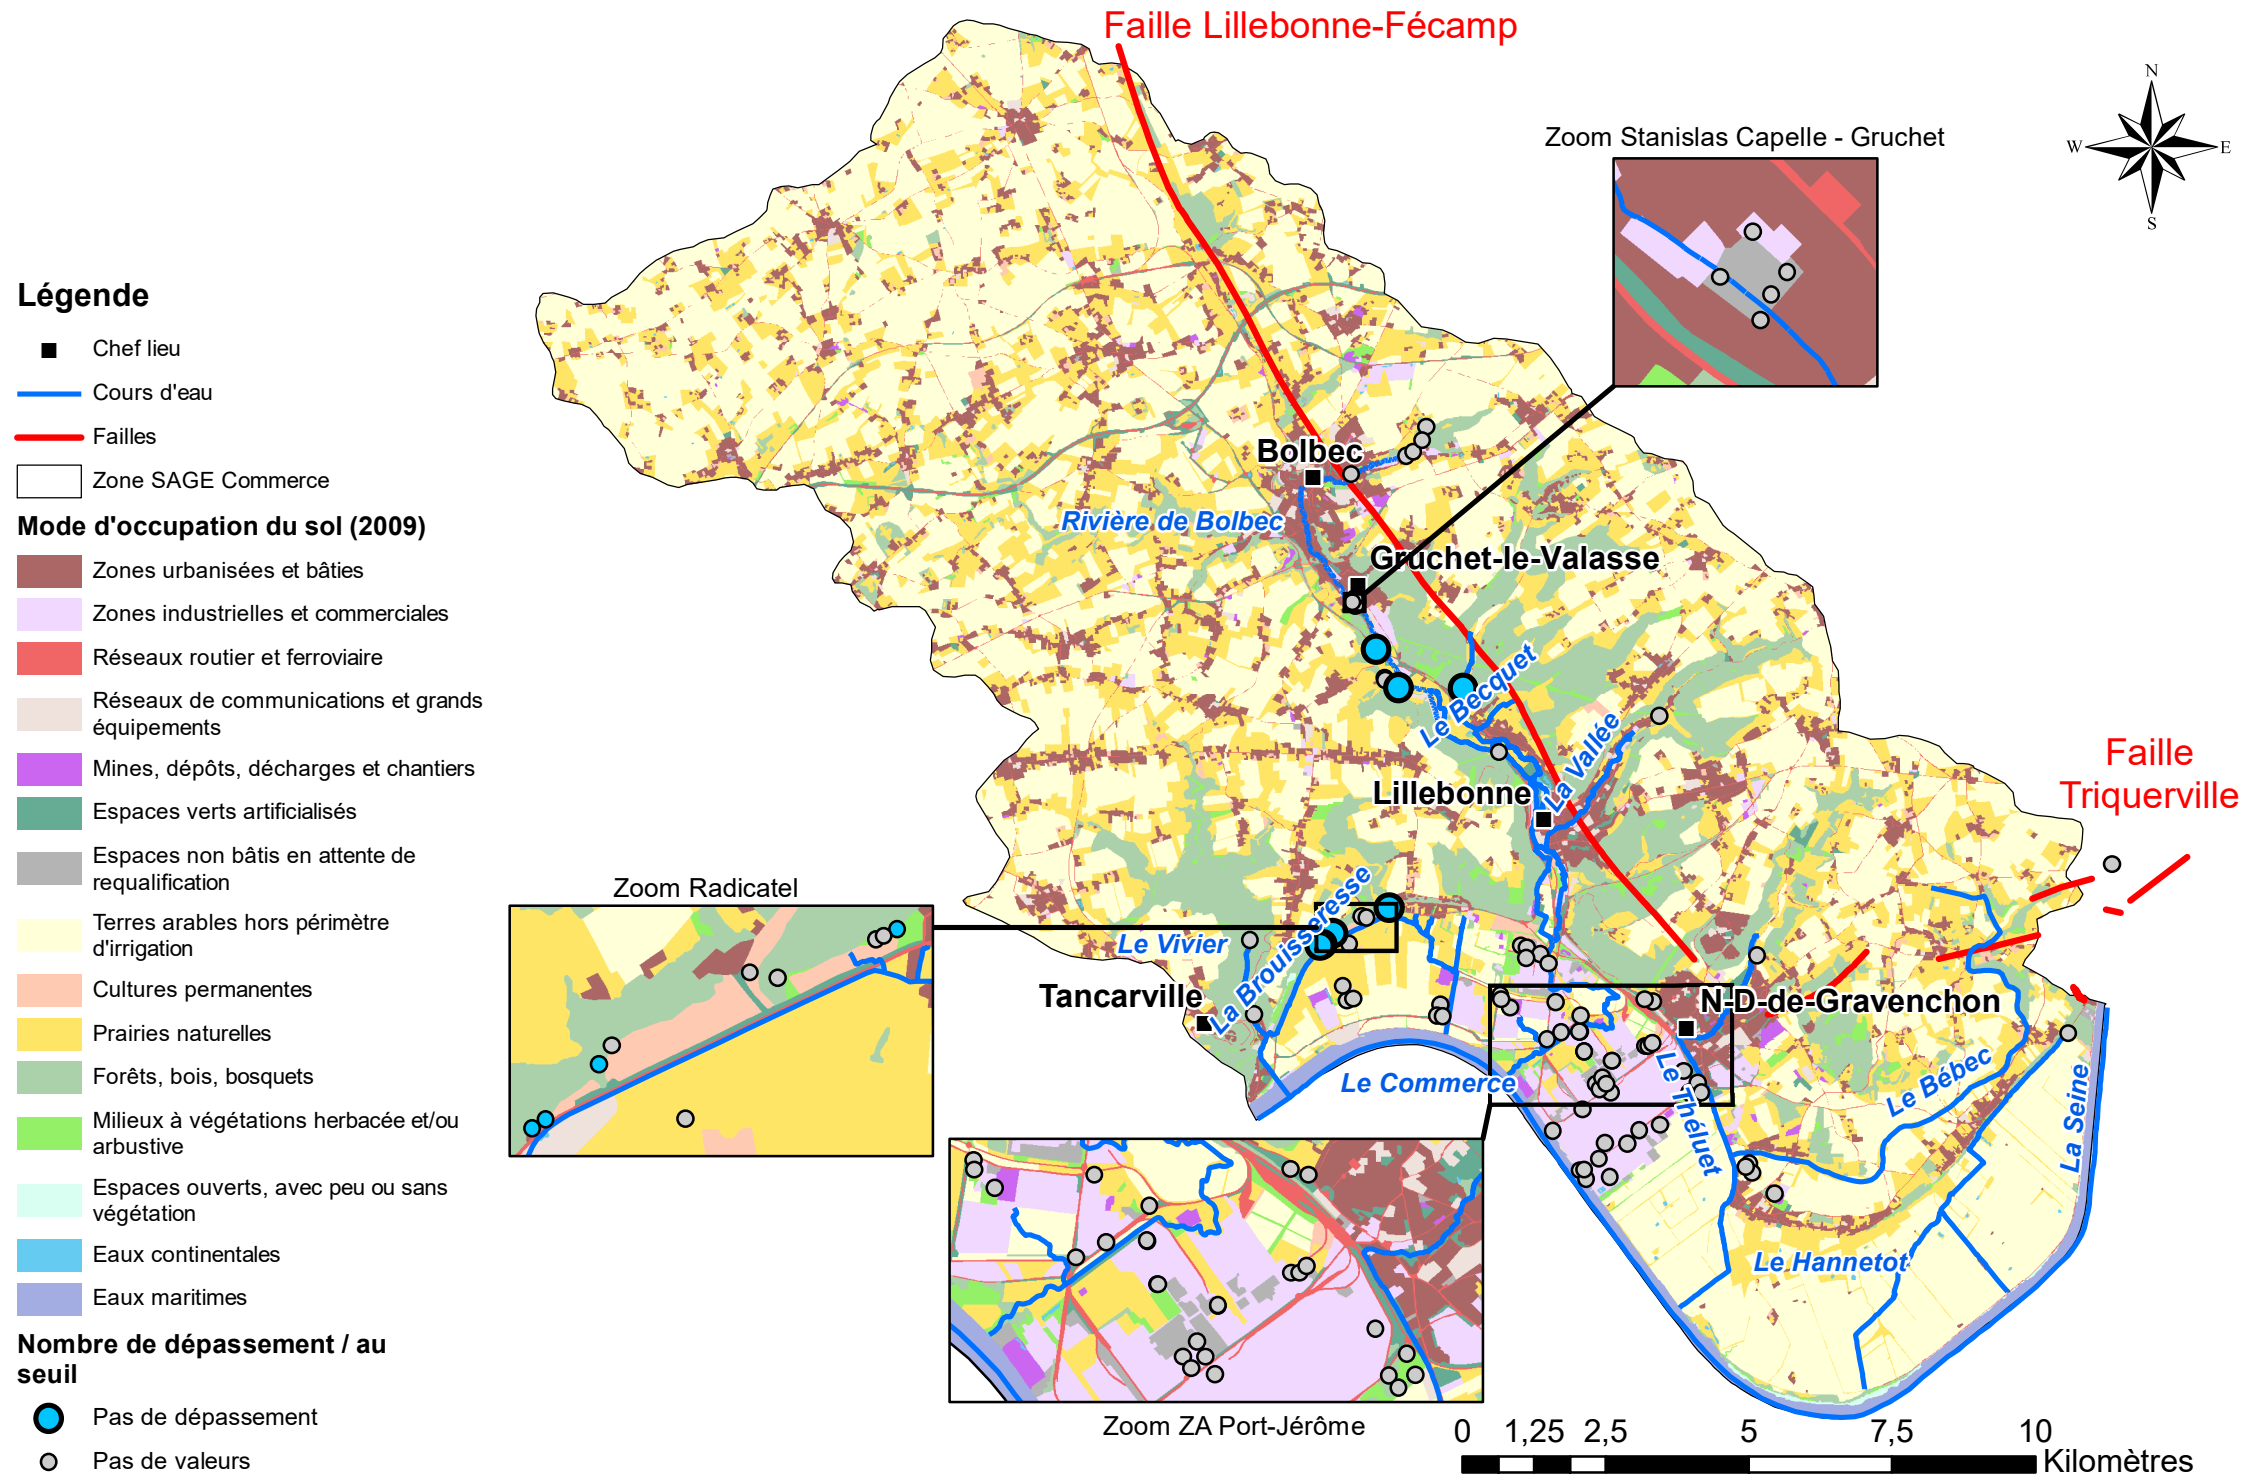 Faille Lillebonne-Fécamp
Zoom Stanislas Capelle - Gruchet
N
W
E
S
Légende
Chef lieu
Cours d'eau
Failles
Zone SAGE Commerce
Mode d'occupation du sol (2009)
Zones urbanisées et bâties
Zones industrielles et commerciales
Réseaux routier et ferroviaire
Réseaux de communications et grands
équipements
Mines, dépôts, décharges et chantiers
Espaces verts artificialisés
Espaces non bâtis en attente de
requalification
Terres arables hors périmètre
d'irrigation
Cultures permanentes
Prairies naturelles
Forêts, bois, bosquets
Milieux à végétations herbacée et/ou
arbustive
Espaces ouverts, avec peu ou sans
végétation
Eaux continentales
Eaux maritimes
Nombre de dépassement / au
seuil
Pas de dépassement
Pas de valeurs
Bolbec
Rivière de Bolbec
Gruchet-le-Valasse
Le Becquet
La Vallée
Lillebonne
Faille
Triquerville
Zoom Radicatel
Le Vivier
La Brouisseresse
Tancarville
N-D-de-Gravenchon
Le Commerce
Le Théluet
Le Bébec
La Seine
Le Hannetot
Zoom ZA Port-Jérôme
0 1,25 2,5 5 7,5 10
Kilomètres